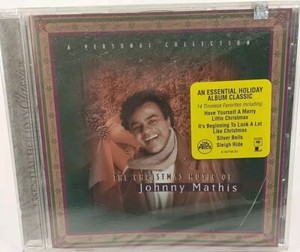 A PERSONAL COLLECTION
AN ESSENTIAL HOLIDAY
ALBUM CLASSIC
14 Timeless Favorites Including:
Have Yourself A Merry
Little Christmas
It's Beginning To Look A Lot
Like Christmas
Silver Bells
Sleigh Ride
THE CHRISTMAS MUSIC OF
Johnny Mathis